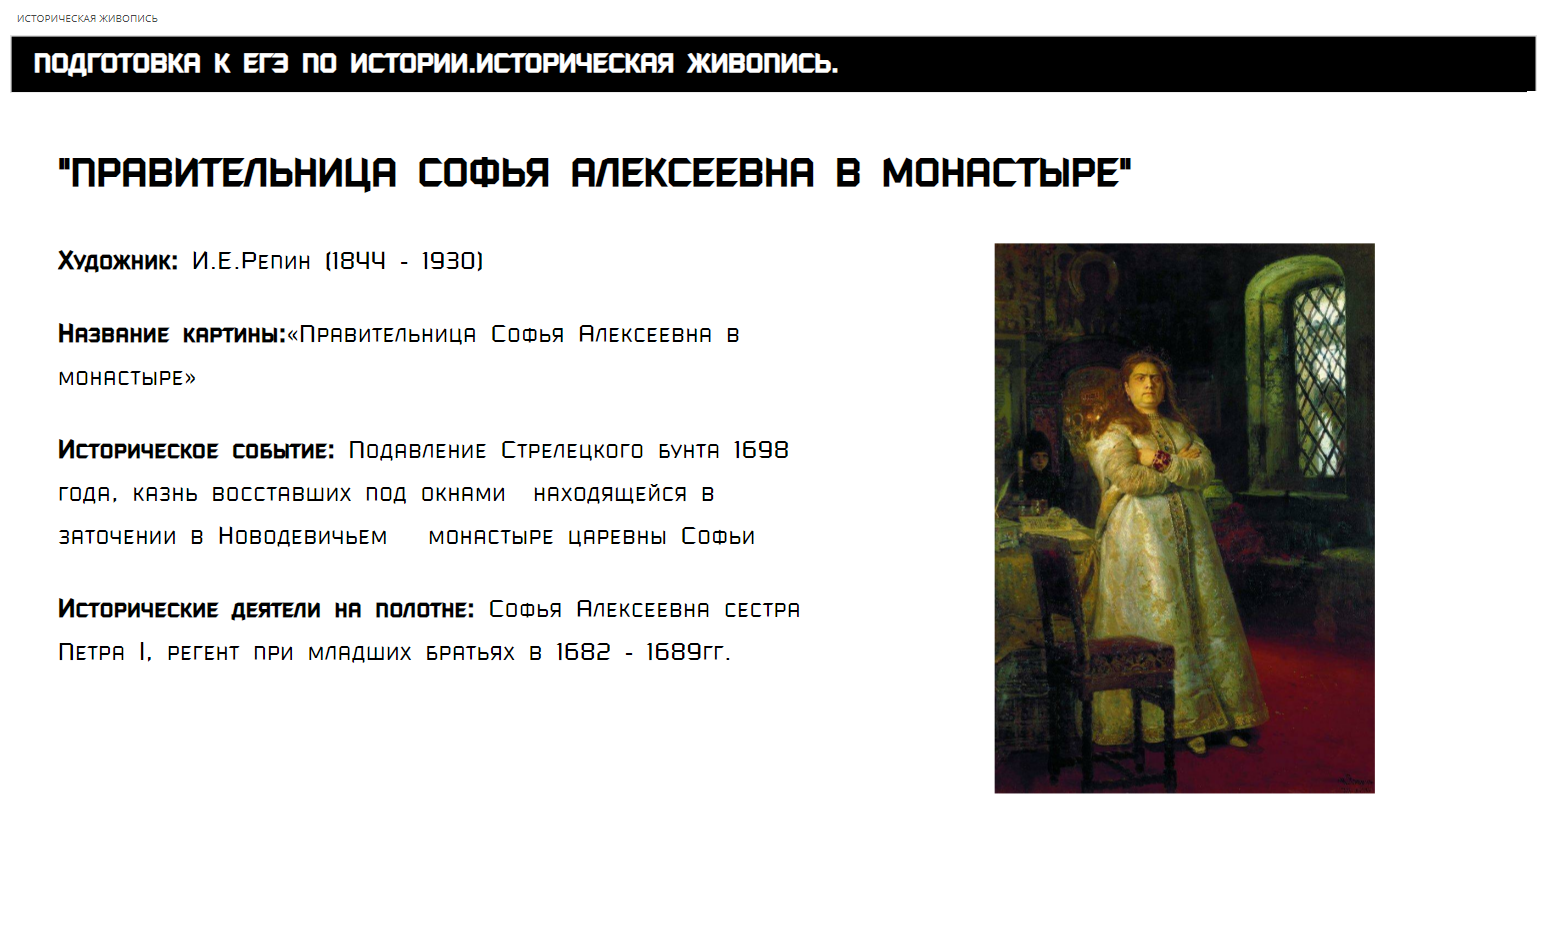 ИСТОРИЧЕСКАЯ ЖИВОПИСЬ
ПОДГОТОВКА К ЕГЭ ПО ИСТОРИИ.ИСТОРИЧЕСКАЯ ЖИВОПИСЬ.
"ПРАВИТЕЛЬНИЦА СОФЬЯ АЛЕКСЕЕВНА В МОНАСТЫРЕ"
Художник: И.Е.Репин (1844 - 1930)
Название картины:«Правительница Софья Алексеевна в
монастыре»
Историческое событие: Подавление Стрелецкого бунта 1698
года, казнь восставших под окнами находящейся в
заточении в Новодевичьем монастыре царевны Софьи
Исторические деятели на полотне: Софья Алексеевна сестра
Петра I, регент при младших братьях в 1682 - 1689гг.